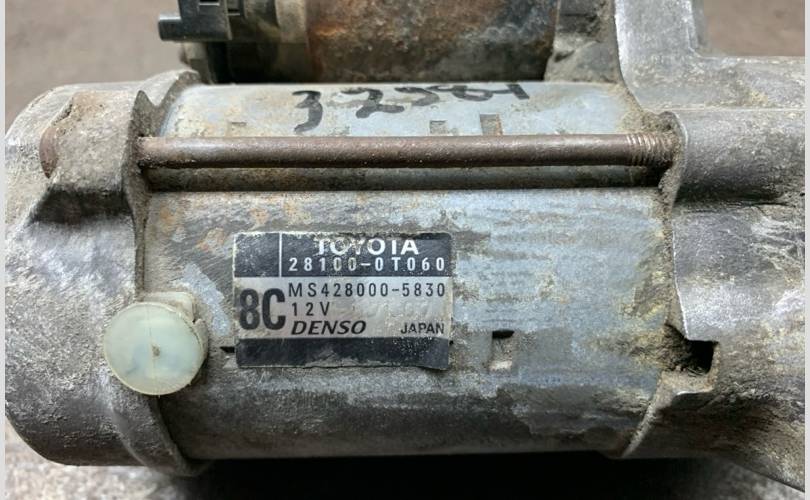 TOYOTA
28100-0T060
8C
MS428000-5830
12V
DENSO JAPAN